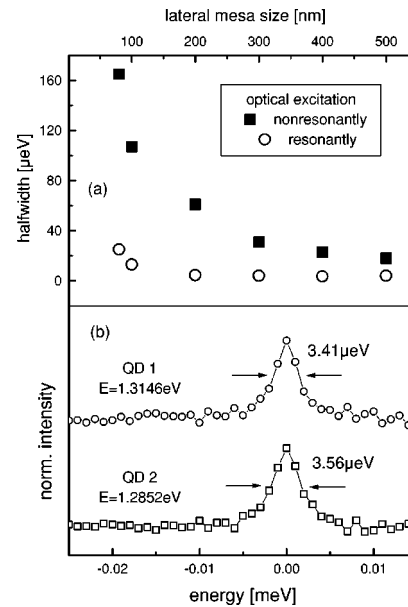 lateral mesa size [nm]
0 100 200 300 400 500
160
120
80
40
0
halfwidth [µeV]
optical excitation
nonresonantly
resonantly
(a)
(b)
QD 1
E=1.3146eV
3.41µeV
QD 2
E=1.2852eV
3.56µeV
norm. intensity
-0.02 -0.01 0.00 0.01
energy [meV]